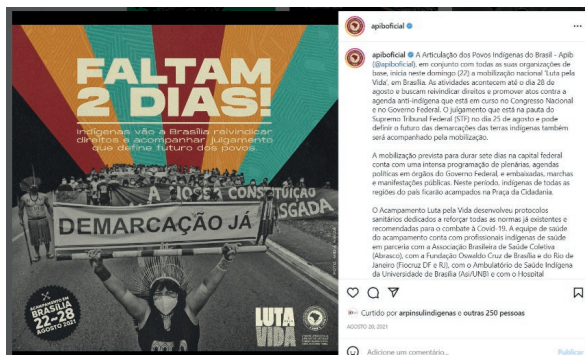 FALTAM
2 DIAS!
Indígenas vão a Brasília reivindicar
direitos e acompanhar julgamento
que define futuro dos povos.
CONSTITUIÇÃO
RASGADA
DEMARCAÇÃO JÁ
ACAMPAMENTO EM
BRASÍLIA
22-28
AGOSTO 2021
LUTA
VIDA
apiboficial
apiboficial A Articulação dos Povos Indígenas do Brasil - Apib
(@apiboficial), em conjunto com todas as suas organizações de
base, inicia neste domingo (22) a mobilização nacional 'Luta pela
Vida', em Brasília. As atividades acontecem até o dia 28 de
agosto e buscam reivindicar direitos e promover atos contra a
agenda anti-indígena que está em curso no Congresso Nacional
e no Governo Federal. O julgamento que está na pauta do
Supremo Tribunal Federal (STF) no dia 25 de agosto e pode
definir o futuro das demarcações das terras indígenas também
será acompanhado pela mobilização.
A mobilização prevista para durar sete dias na capital federal
conta com uma intensa programação de plenárias, agendas
políticas em órgãos do Governo Federal, e embaixadas, marchas
e manifestações públicas. Neste período, indígenas de todas as
regiões do país ficarão acampados na Praça da Cidadania.
O Acampamento Luta pela Vida desenvolveu protocolos
sanitários dedicados a reforçar todas as normas já existentes e
recomendadas para o combate à Covid-19. A equipe de saúde
do acampamento conta com profissionais indígenas de saúde
em parceria com a Associação Brasileira de Saúde Coletiva
(Abrasco), com a Fundação Oswaldo Cruz de Brasília e do Rio de
Janeiro (Fiocruz DF e RJ), com o Ambulatório de Saúde Indígena
da Universidade de Brasília (Asi/UNB) e com o Hospital
Curtido por arpinsulindigenas e outras 250 pessoas
AGOSTO 20, 2021
Adicione um comentário...
Publicar